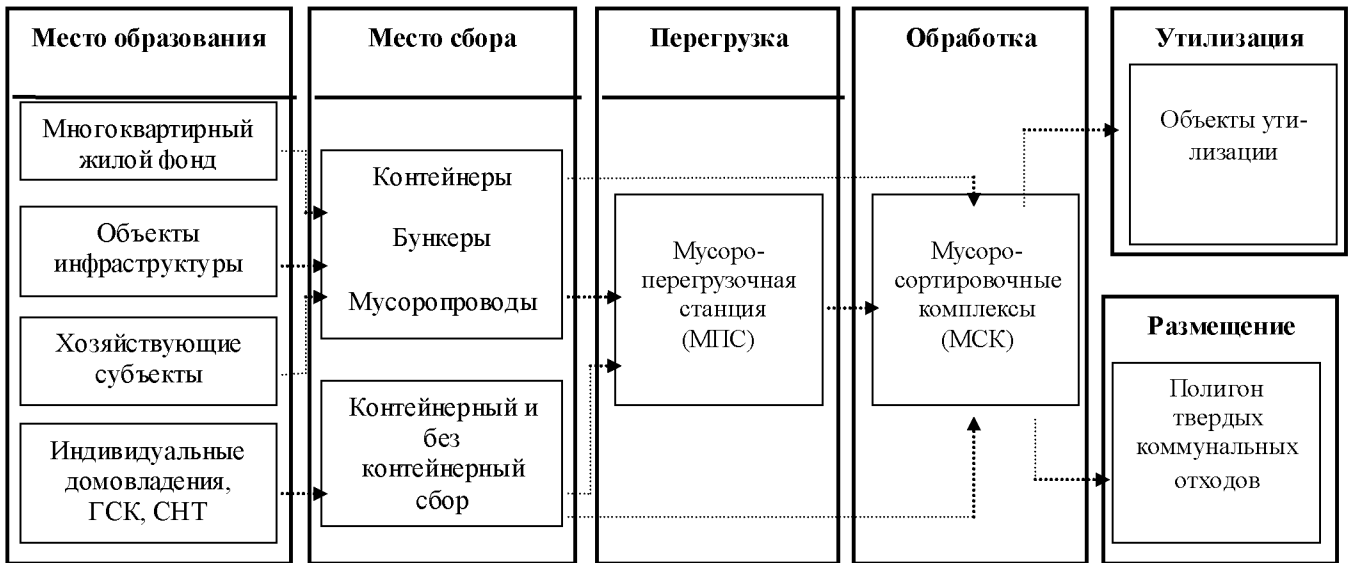 Место образования
Многоквартирный
жилой фонд
Объекты
инфраструктуры
Хозяйствующие
субъекты
Индивидуальные
домовладения,
ГСК, СНТ
Место сбора
Контейнеры
Бункеры
Мусоропроводы
Контейнерный и
без
контейнерный
сбор
Перегрузка
Мусоро-
перегрузочная
станция
(МПС)
Обработка
Мусоро-
сортировочные
комплексы
(МСК)
Утилизация
Объекты ути-
лизации
Размещение
Полигон
твердых
коммунальных
отходов